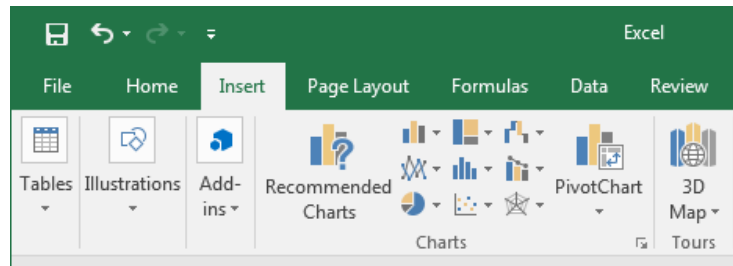 Excel
File Home Insert Page Layout Formulas Data Review
Tables Illustrations Add-ins Recommended Charts PivotChart 3D Map
Charts Tours